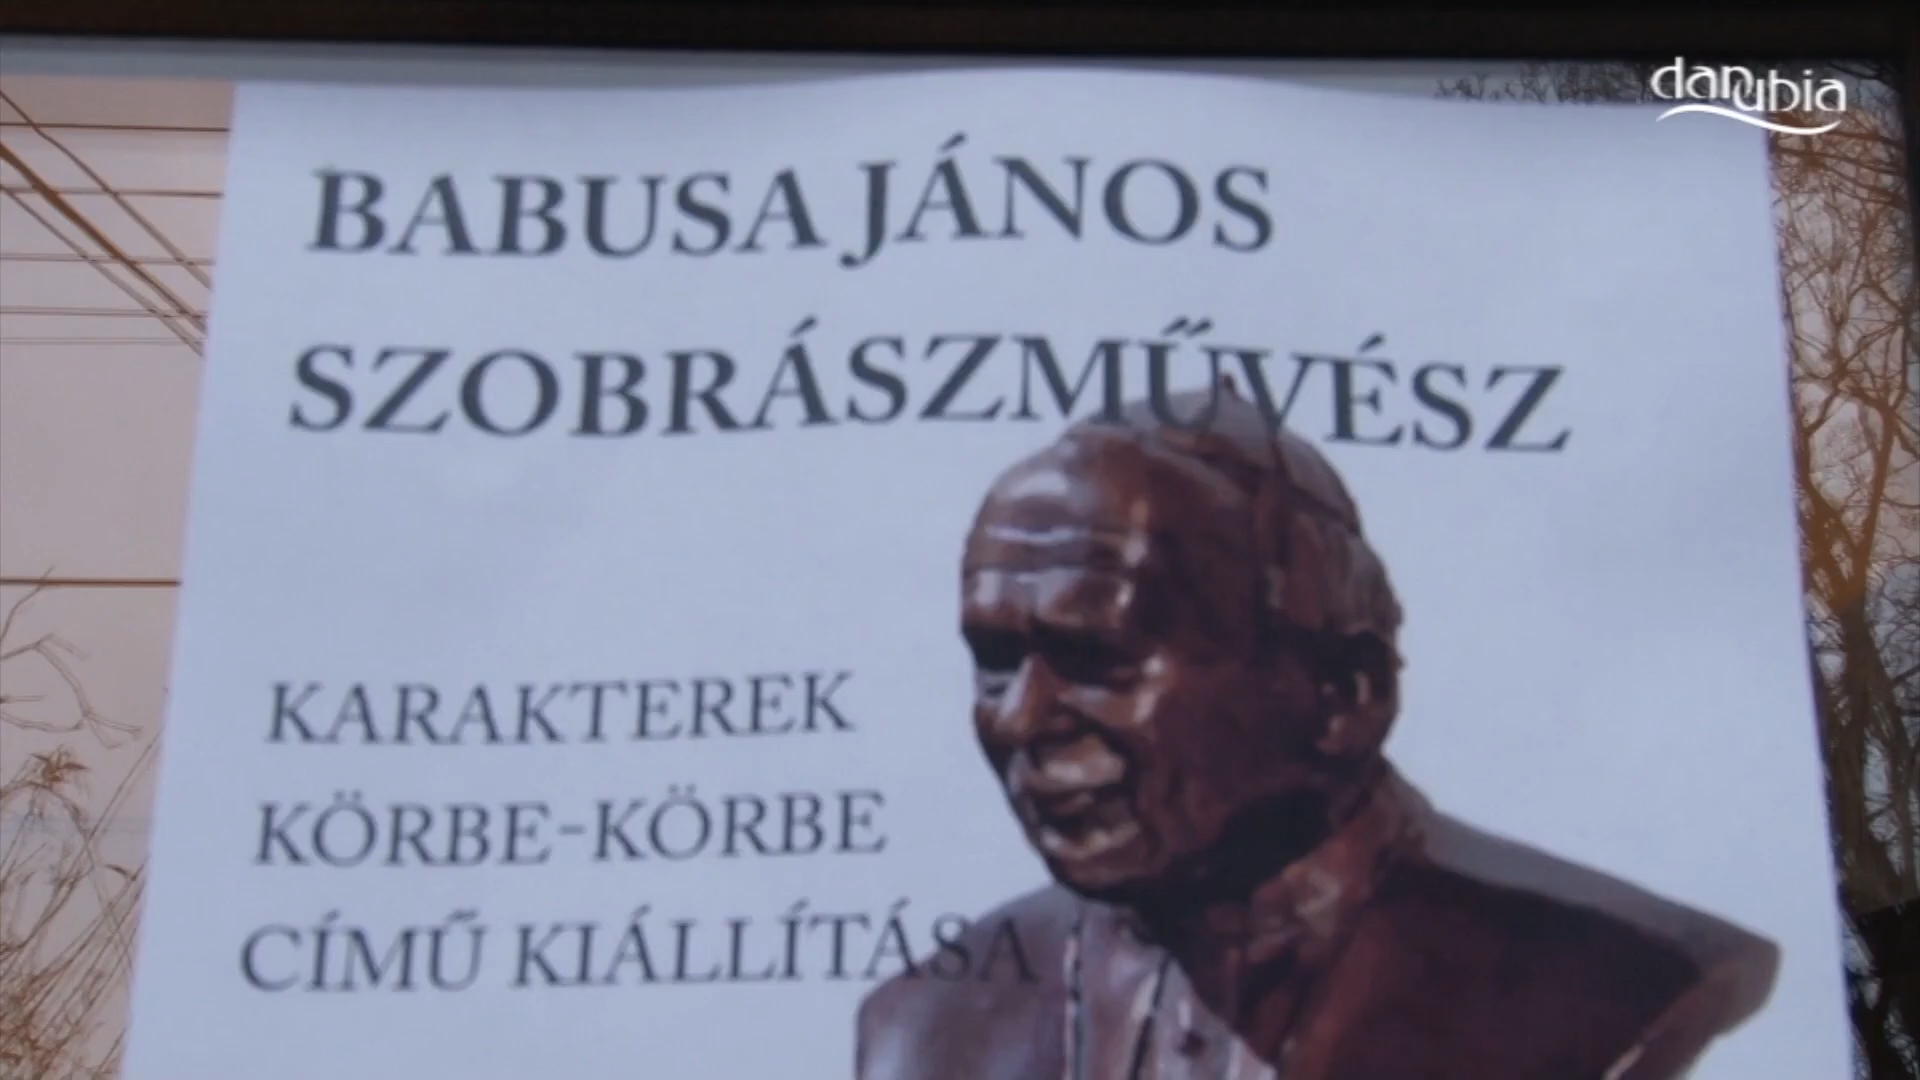 danubia
BABUSA JÁNOS
SZOBRÁSZMŰVÉSZ
KARAKTEREK
KÖRBE-KÖRBE
CÍMŰ KIÁLLÍTÁSA